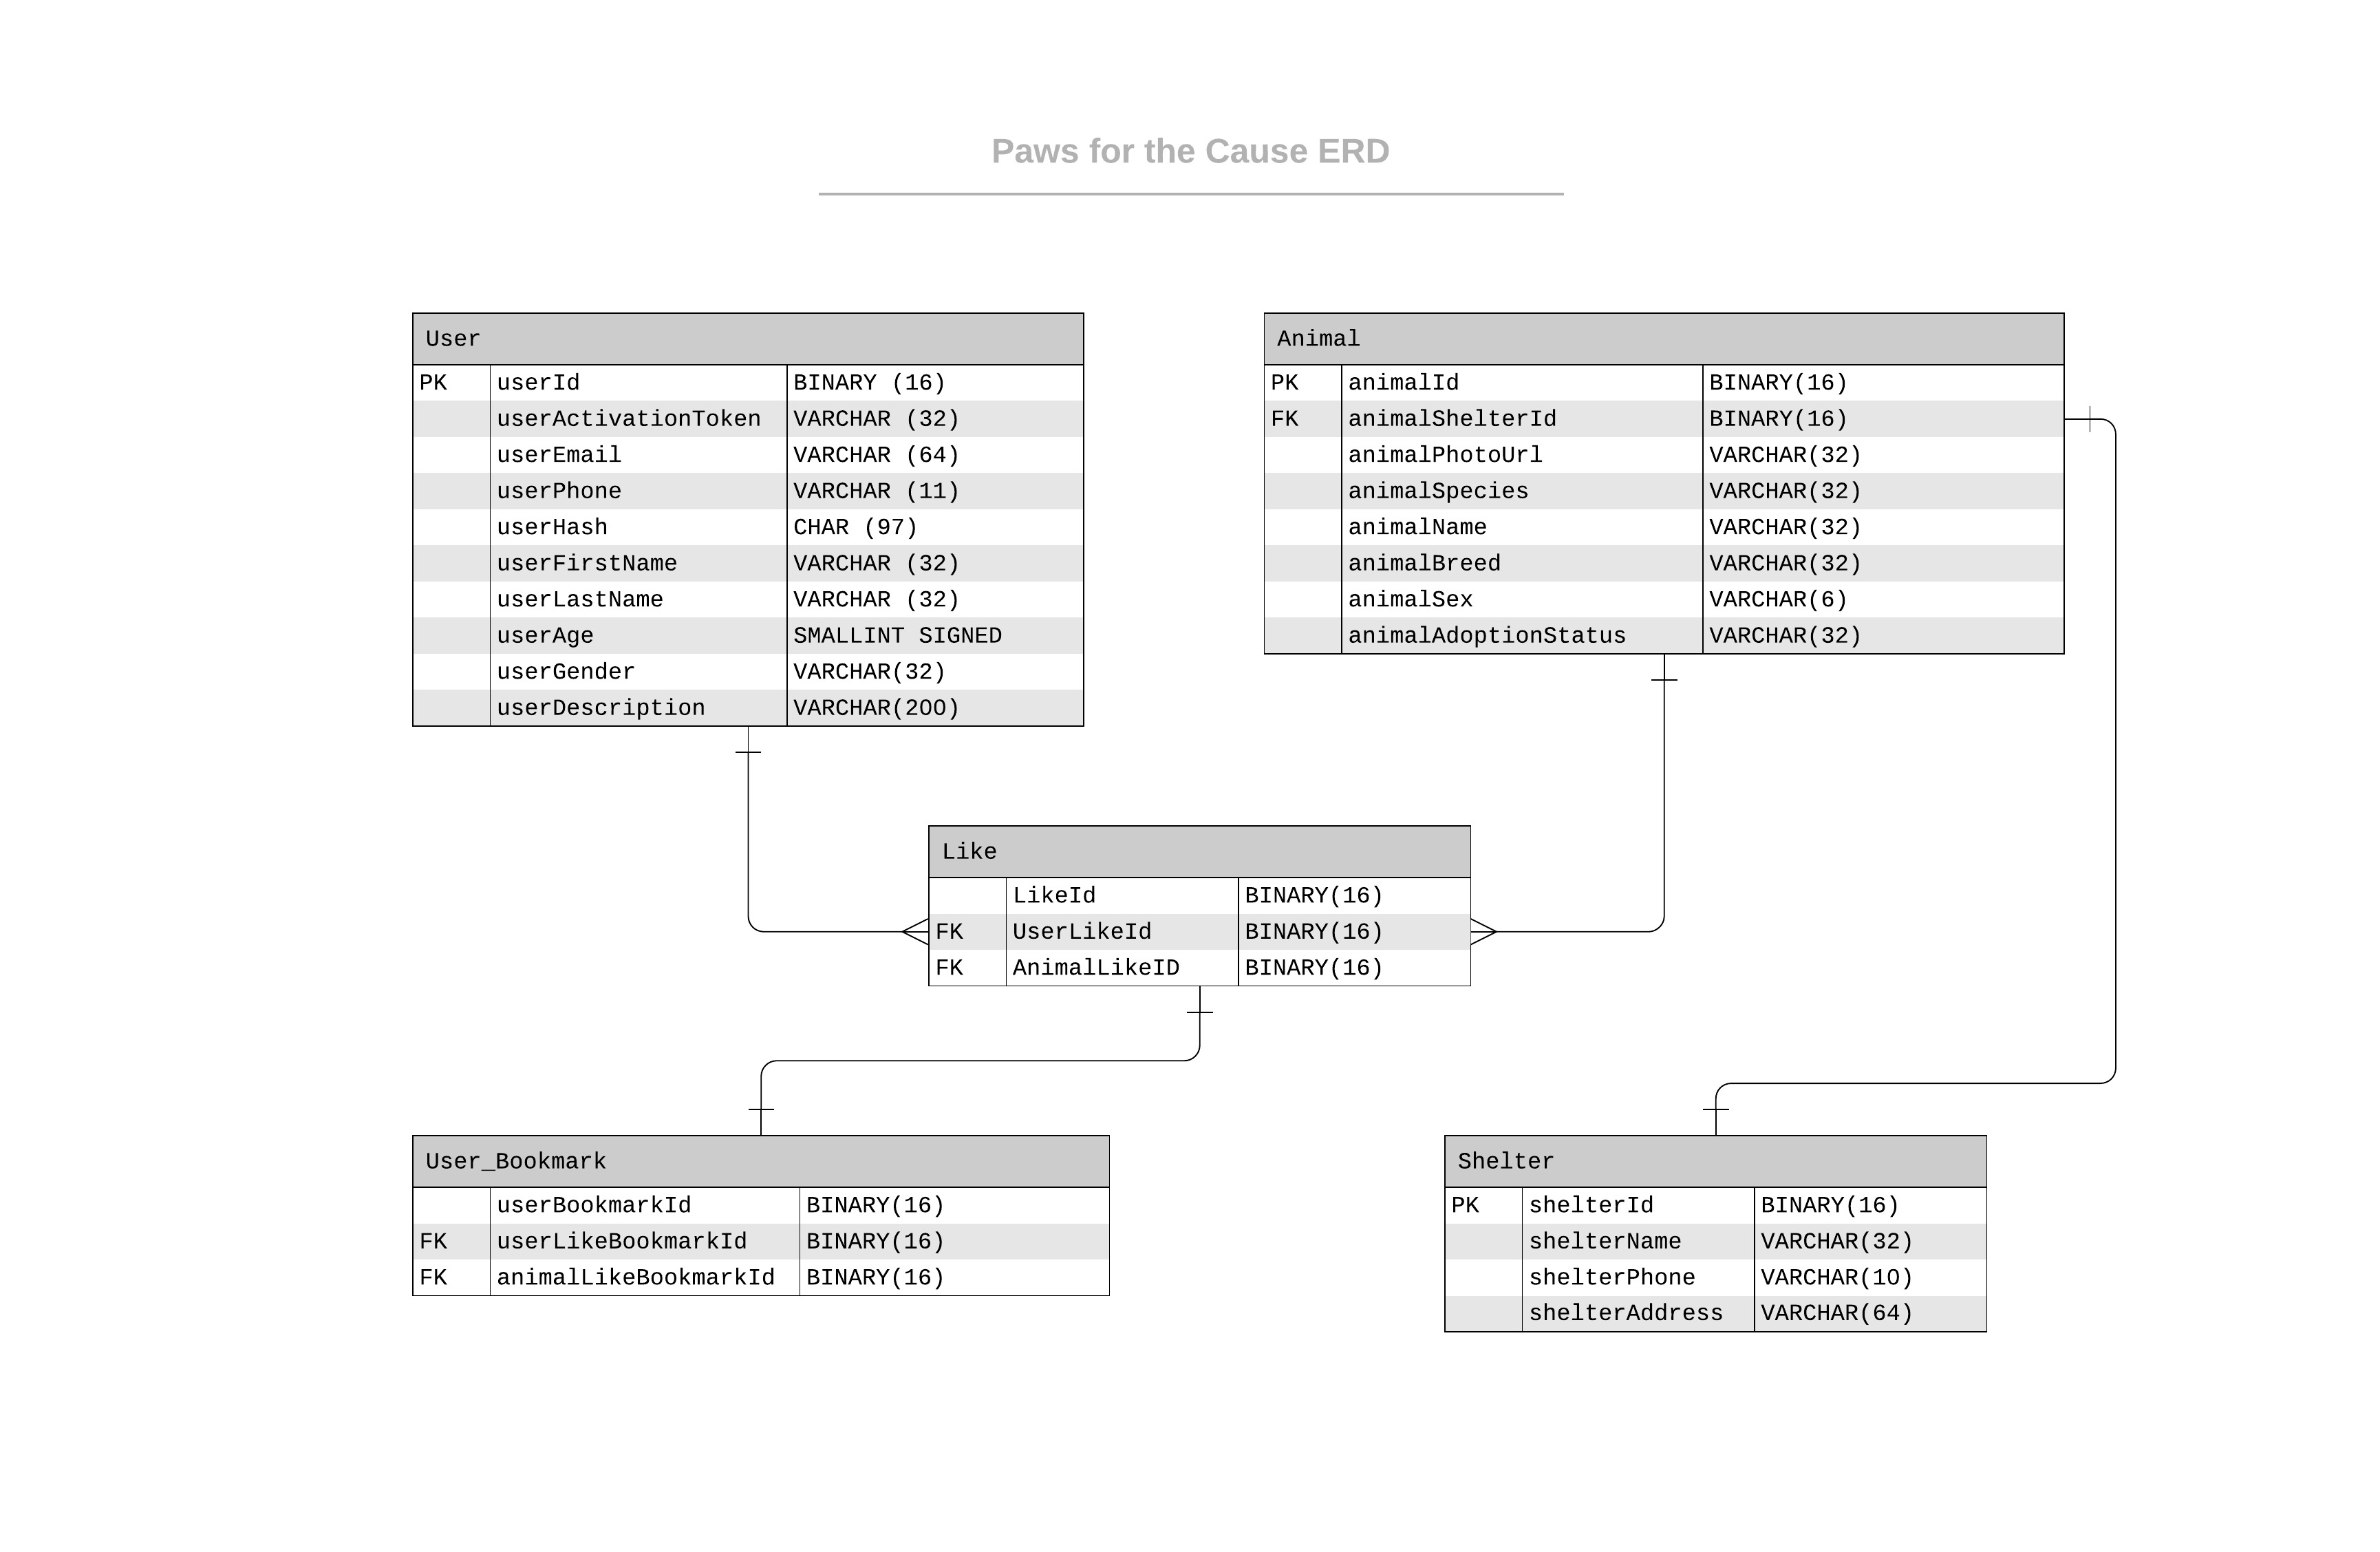 Paws for the Cause ERD
User
PK userId BINARY (16)
userActivationToken VARCHAR (32)
userEmail VARCHAR (64)
userPhone VARCHAR (11)
userHash CHAR (97)
userFirstName VARCHAR (32)
userLastName VARCHAR (32)
userAge SMALLINT SIGNED
userGender VARCHAR(32)
userDescription VARCHAR(200)
Animal
PK animalId BINARY(16)
FK animalShelterId BINARY(16)
animalPhotoUrl VARCHAR(32)
animalSpecies VARCHAR(32)
animalName VARCHAR(32)
animalBreed VARCHAR(32)
animalSex VARCHAR(6)
animalAdoptionStatus VARCHAR(32)
Like
LikeId BINARY(16)
FK UserLikeId BINARY(16)
FK AnimalLikeID BINARY(16)
User_Bookmark
userBookmarkId BINARY(16)
FK userLikeBookmarkId BINARY(16)
FK animalLikeBookmarkId BINARY(16)
Shelter
PK shelterId BINARY(16)
shelterName VARCHAR(32)
shelterPhone VARCHAR(10)
shelterAddress VARCHAR(64)